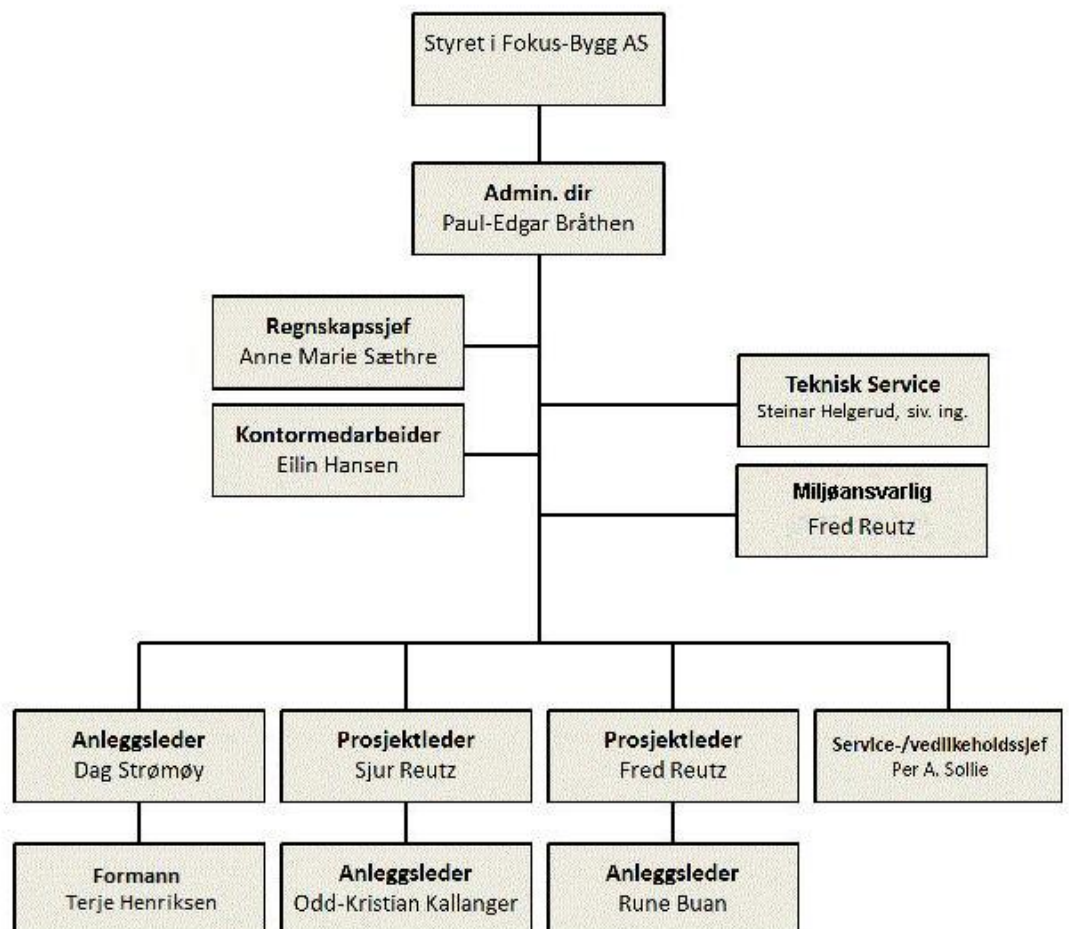 Styret i Fokus-Bygg AS
Admin. dir
Paul-Edgar Bråthen
Regnskapssjef
Anne Marie Sæthre
Teknisk Service
Steinar Helgerud, siv. ing.
Kontormedarbeider
Eilin Hansen
Miljøansvarlig
Fred Reutz
Anleggsleder
Dag Strømøy
Prosjektleder
Sjur Reutz
Prosjektleder
Fred Reutz
Service-/vedlikeholdssjef
Per A. Sollie
Formann
Terje Henriksen
Anleggsleder
Odd-Kristian Kallanger
Anleggsleder
Rune Buan